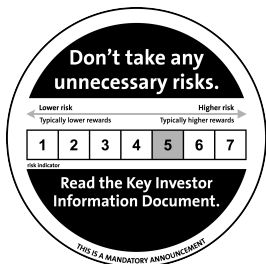 Don't take any
unnecessary risks.
Lower risk Higher risk
Typically lower rewards Typically higher rewards
1 2 3 4 5 6 7
risk indicator
Read the Key Investor
Information Document.
THIS IS A MANDATORY ANNOUNCEMENT